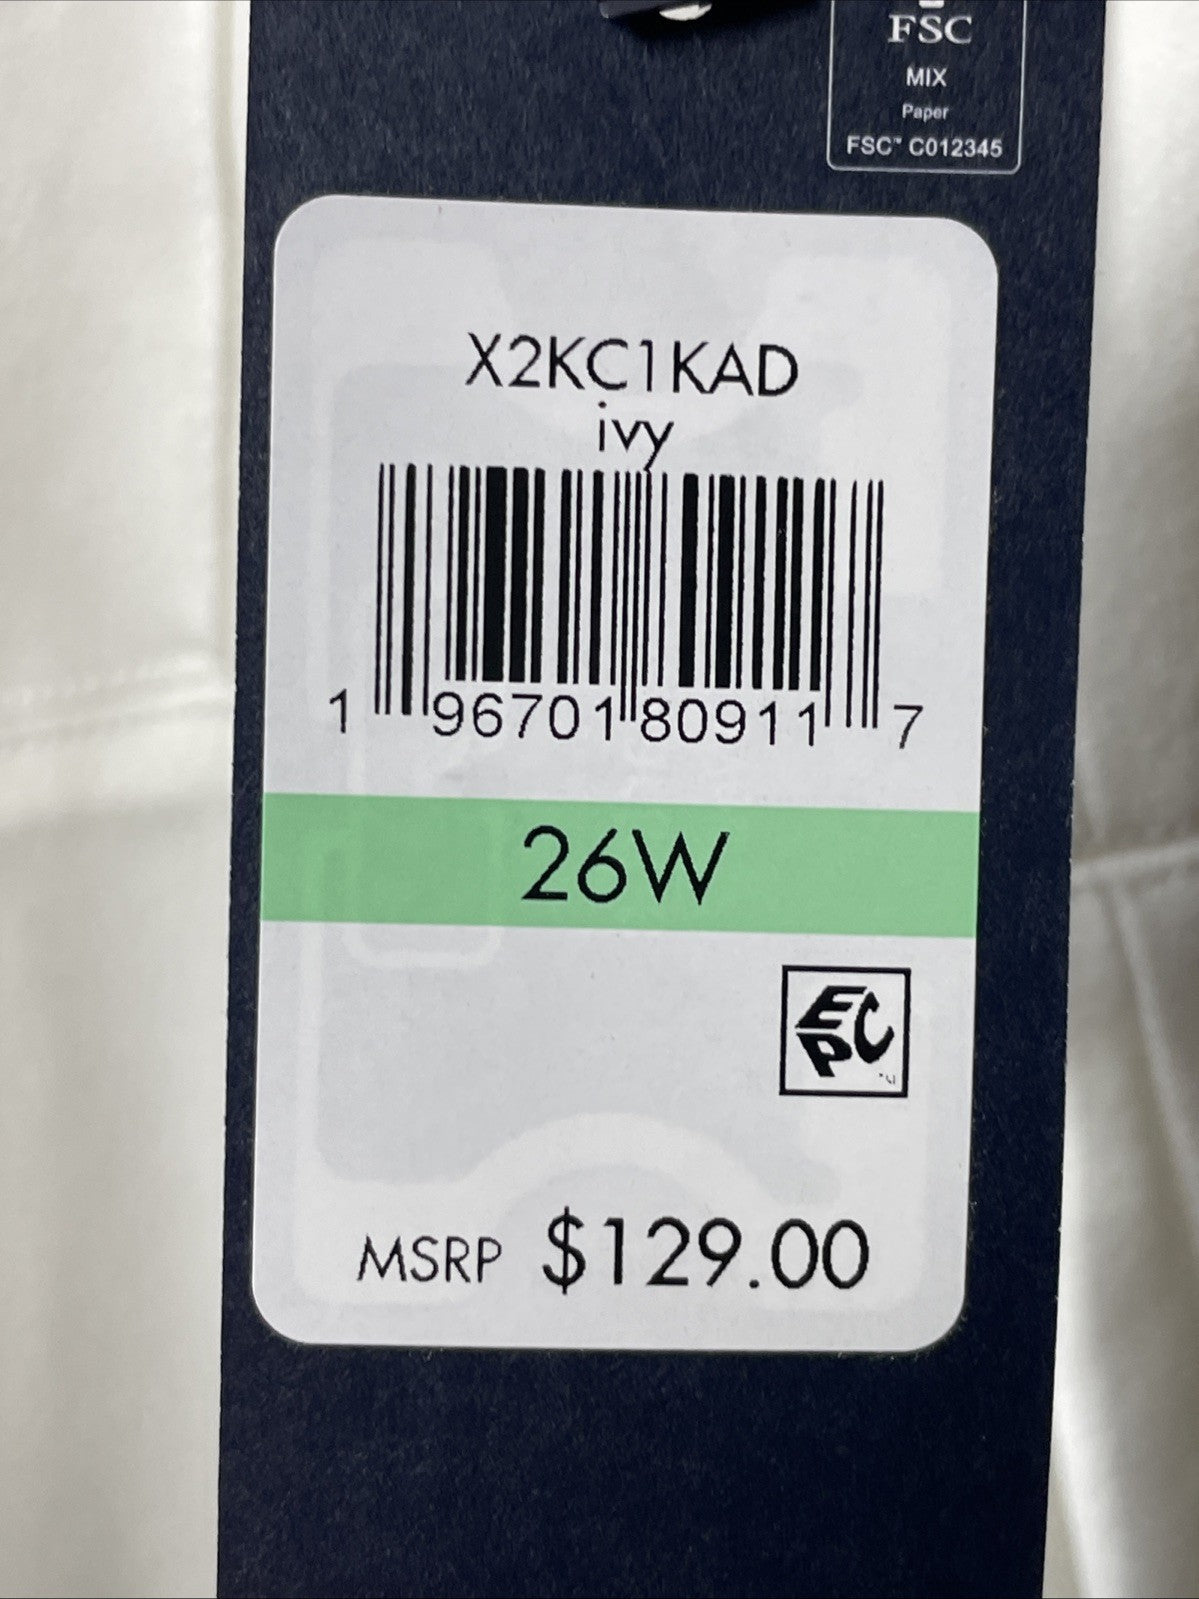 FSC
MIX
Paper
FSC™ C012345
X2KC1KAD
ivy
1 96701 80911 7
26W
EPC
MSRP $129.00